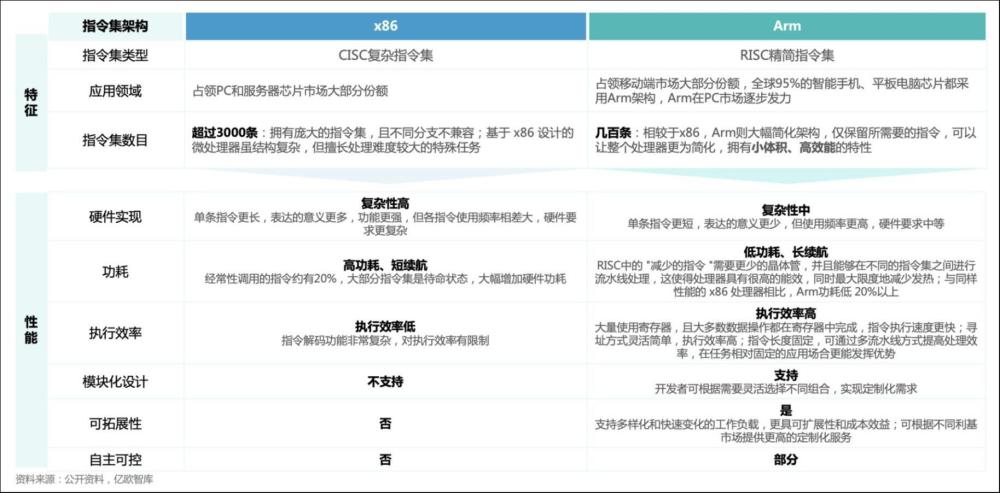 指令集架构 x86 Arm
特征
指令集类型 CISC复杂指令集 RISC精简指令集
应用领域 占领PC和服务器芯片市场大部分份额
占领移动端市场大部分份额，全球95%的智能手机、平板电脑芯片都采
用Arm架构，Arm在PC市场逐步发力
指令集数目
超过3000条：拥有庞大的指令集，且不同分支不兼容；基于 x86 设计的
微处理器虽结构复杂，但擅长处理难度较大的特殊任务
几百条：相较于x86，Arm则大幅简化架构，仅保留所需要的指令，可以
让整个处理器更为简化，拥有小体积、高效能的特性
性能
硬件实现
复杂性高
单条指令更长，表达的意义更多，功能更强，但各指令使用频率相差大，硬件要
求更复杂
复杂性中
单条指令更短，表达的意义更少，但使用频率更高，硬件要求中等
功耗
高功耗、短续航
经常性调用的指令约有20%，大部分指令集是待命状态，大幅增加硬件功耗
低功耗、长续航
RISC中的 "减少的指令 "需要更少的晶体管，并且能够在不同的指令集之间进行
流水线处理，这使得处理器具有很高的能效，同时最大限度地减少发热；与同样
性能的 x86 处理器相比，Arm功耗低 20%以上
执行效率
执行效率低
指令解码功能非常复杂，对执行效率有限制
执行效率高
大量使用寄存器，且大多数数据操作都在寄存器中完成，指令执行速度更快；寻
址方式灵活简单，执行效率高；指令长度固定，可通过多流水线方式提高处理效
率，在任务相对固定的应用场合更能发挥优势
模块化设计 不支持
支持
开发者可根据需要灵活选择不同组合，实现定制化需求
可拓展性 否
是
支持多样化和快速变化的工作负载，更具可扩展性和成本效益；可根据不同利基
市场提供更高的定制化服务
自主可控 否 部分
资料来源：公开资料，亿欧智库